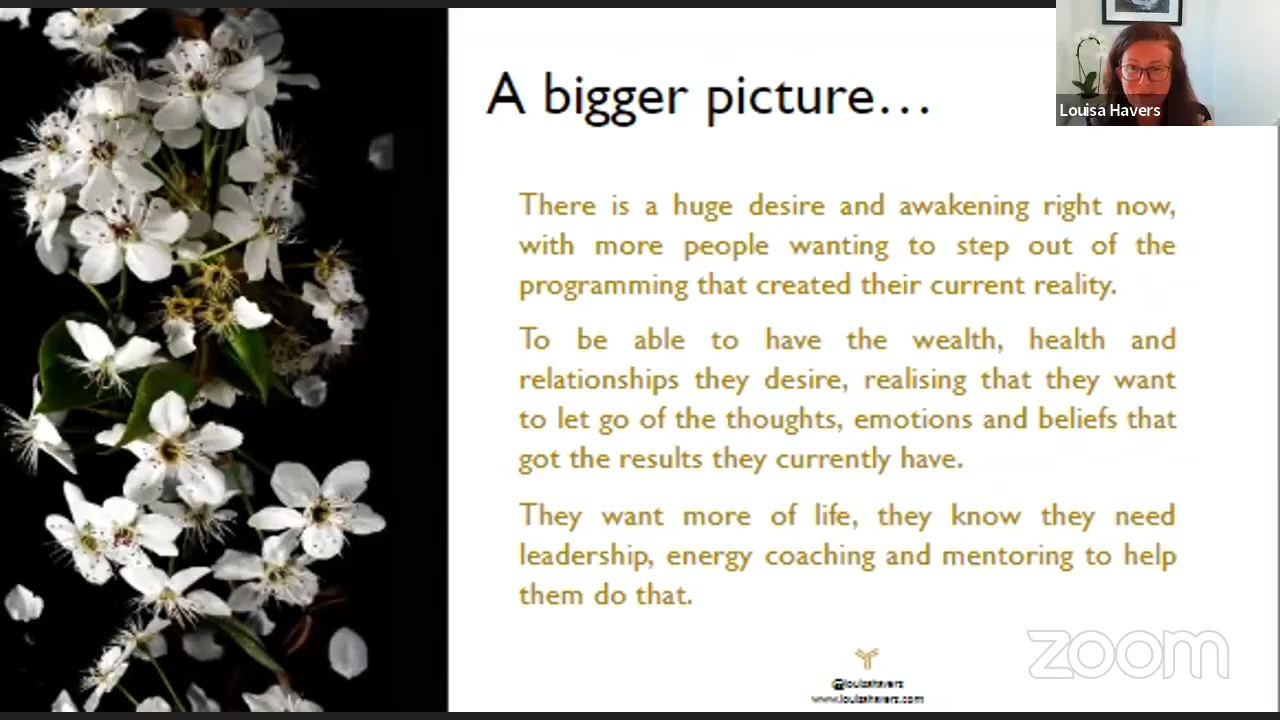 A bigger picture...
Louisa Havers
There is a huge desire and awakening right now,
with more people wanting to step out of the
programming that created their current reality.
To be able to have the wealth, health and
relationships they desire, realising that they want
to let go of the thoughts, emotions and beliefs that
got the results they currently have.
They want more of life, they know they need
leadership, energy coaching and mentoring to help
them do that.
zoom
@louisahavers
www.louisahavers.com